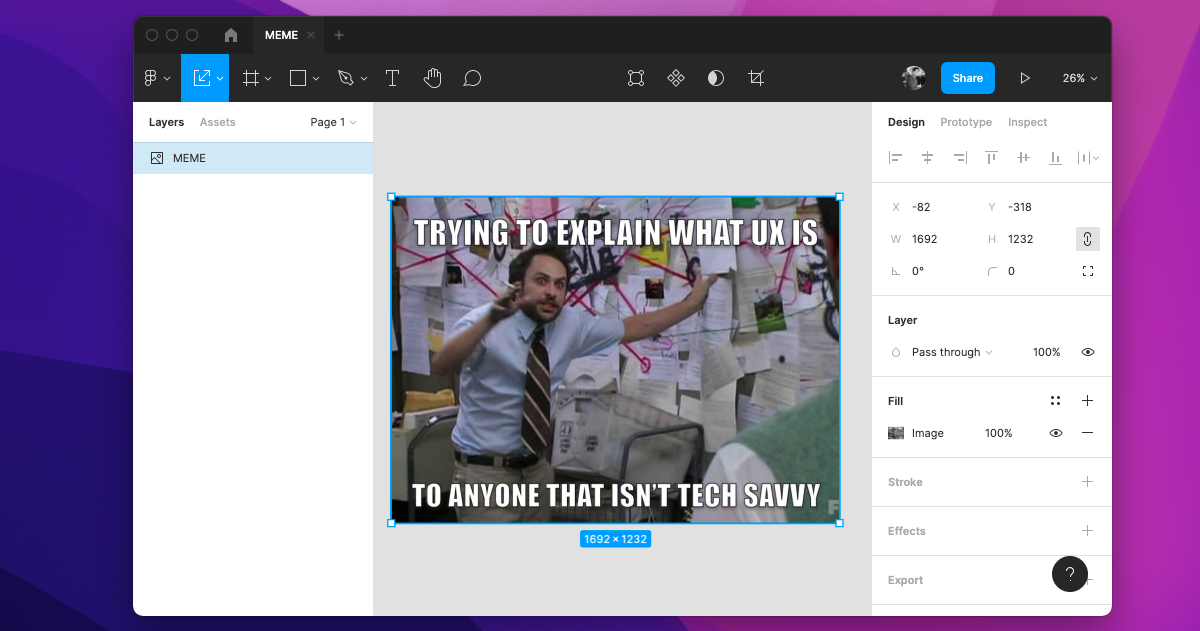 MEME
Share
26%
Layers
Assets
Page 1
MEME
TRYING TO EXPLAIN WHAT UX IS
TO ANYONE THAT ISN'T TECH SAVVY
F
1692 × 1232
Design
Prototype
Inspect
X -82
Y -318
W 1692
H 1232
0°
0
Layer
Pass through
100%
Fill
Image
100%
Stroke
Effects
Export
?